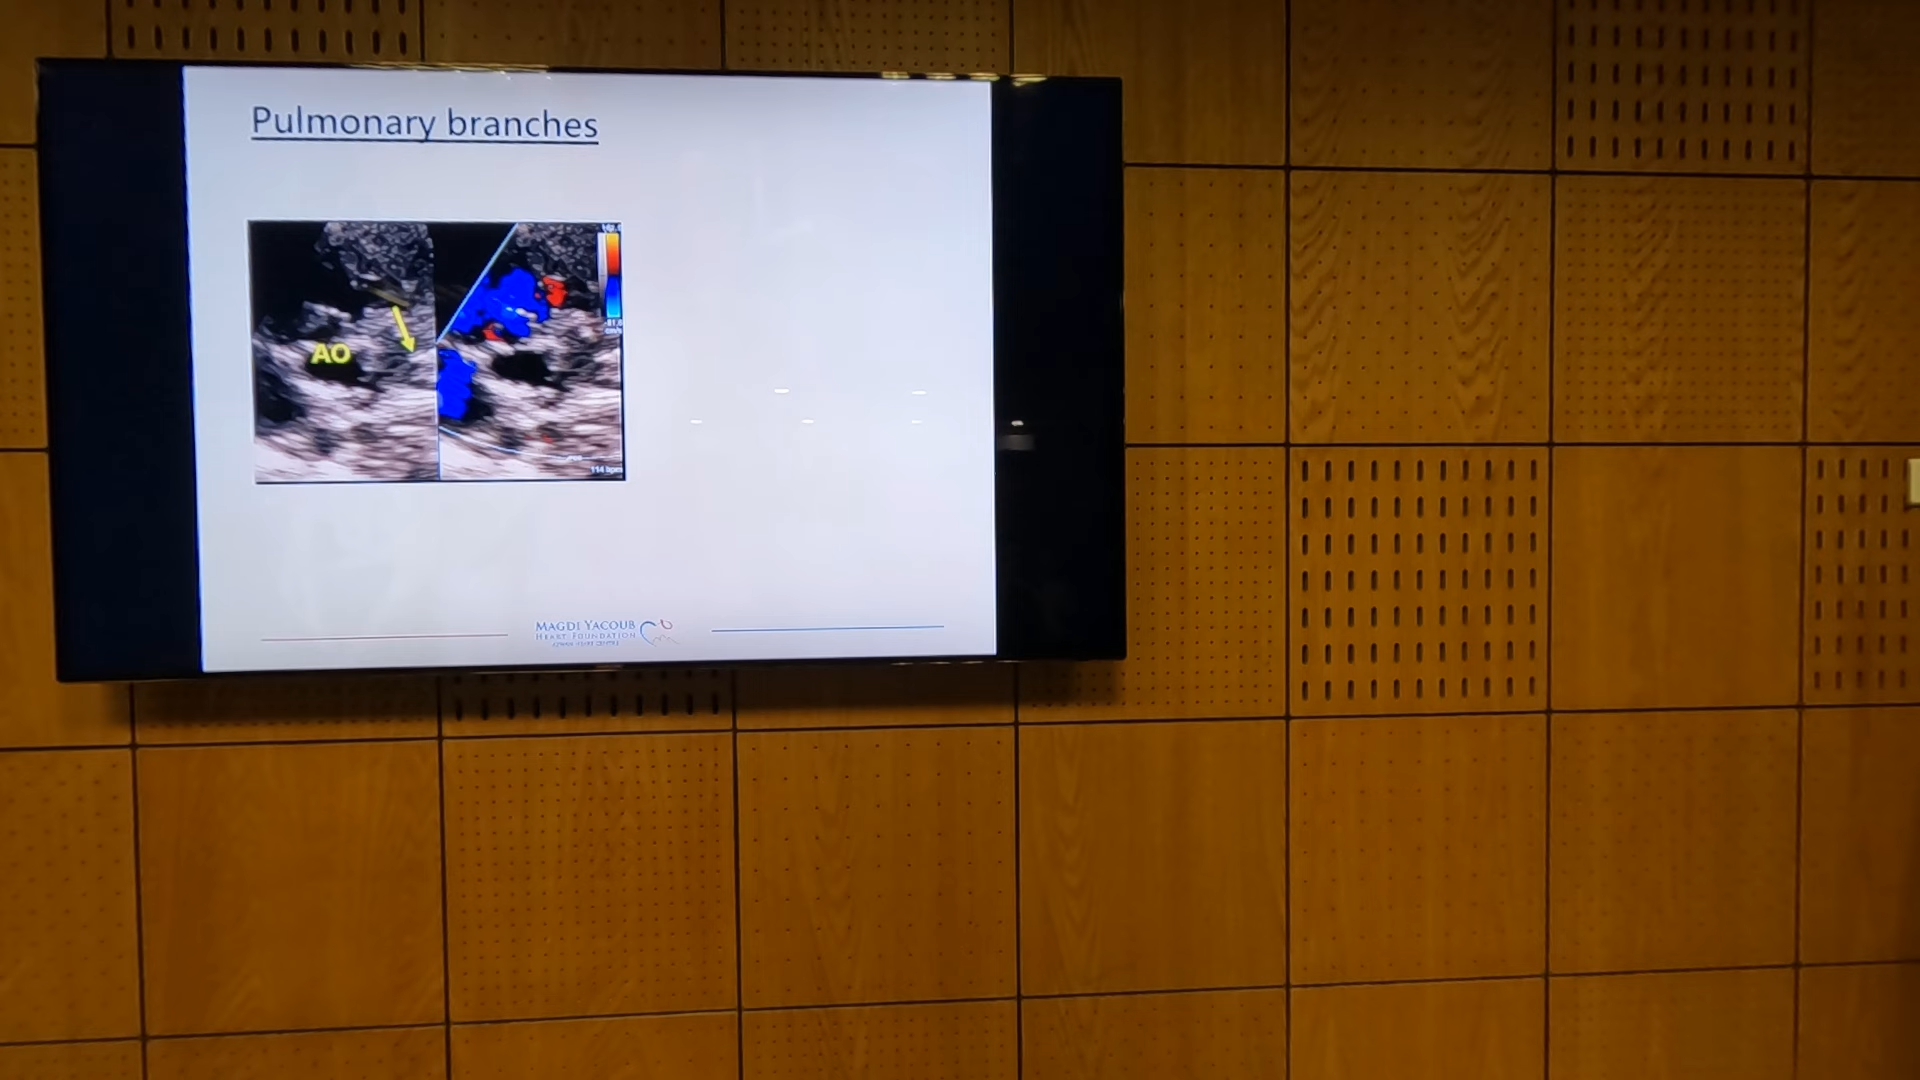 Pulmonary branches
AO
114 bpm
MAGDI YACOUB
HEART FOUNDATION